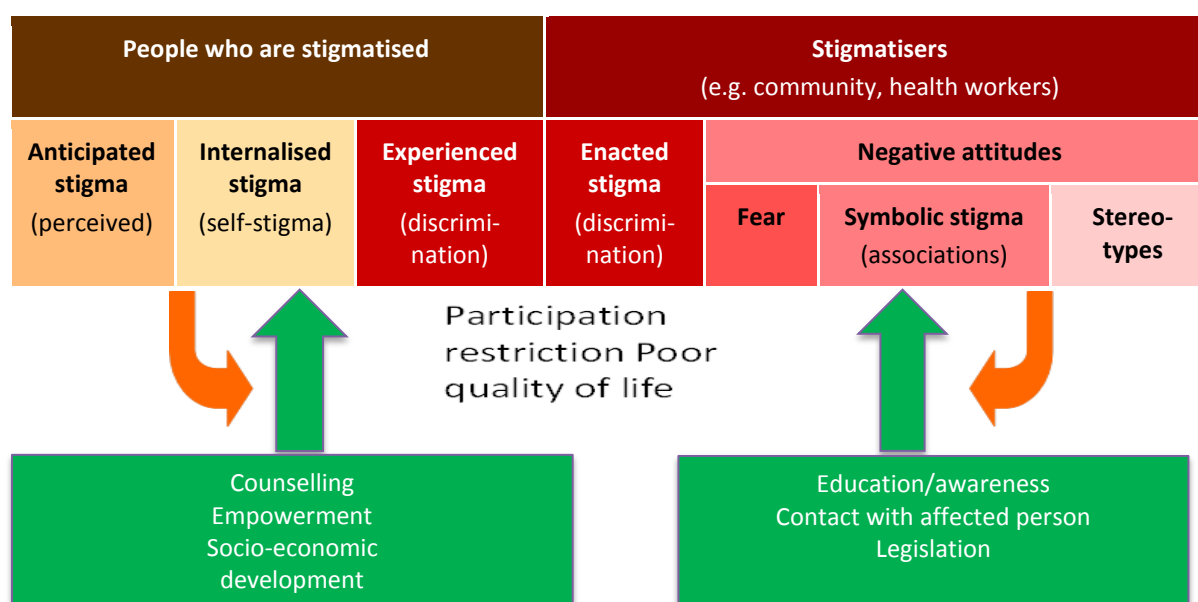 People who are stigmatised
Stigmatisers
(e.g. community, health workers)
Anticipated
stigma
(perceived)
Internalised
stigma
(self-stigma)
Experienced
stigma
(discrimi-
nation)
Enacted
stigma
(discrimi-
nation)
Negative attitudes
Fear
Symbolic stigma
(associations)
Stereo-
types
Participation
restriction Poor
quality of life
Counselling
Empowerment
Socio-economic
development
Education/awareness
Contact with affected person
Legislation